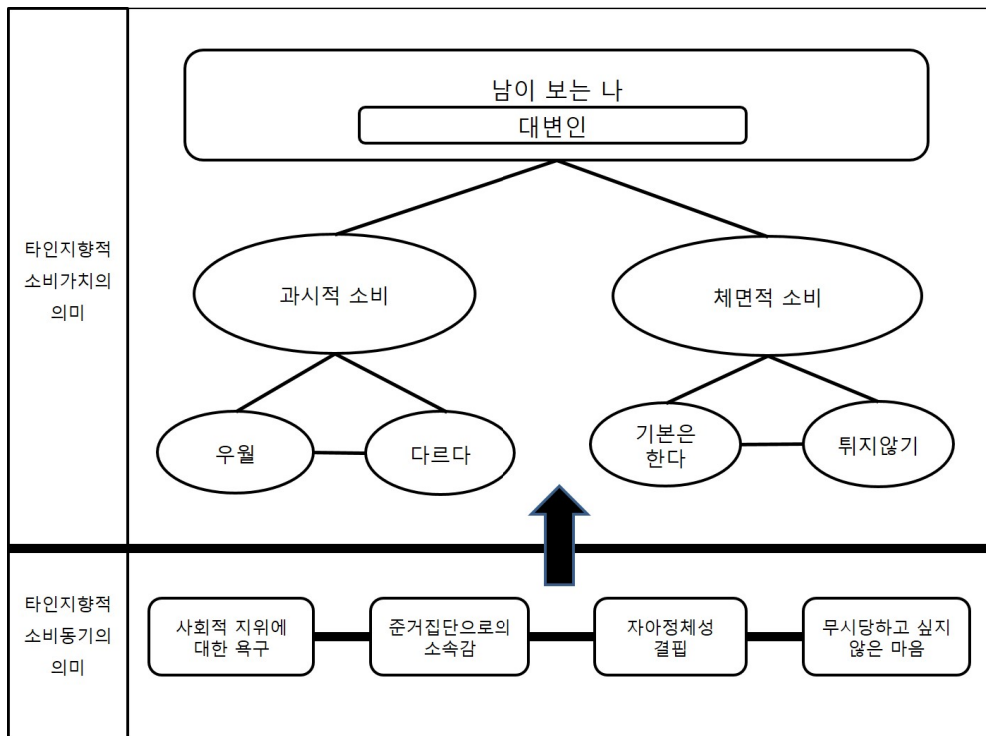 남이 보는 나
대변인
타인지향적
소비가치의
의미
과시적 소비
체면적 소비
우월
다르다
기본은
한다
튀지않기
타인지향적
소비동기의
의미
사회적 지위에
대한 욕구
준거집단으로의
소속감
자아정체성
결핍
무시당하고 싶지
않은 마음